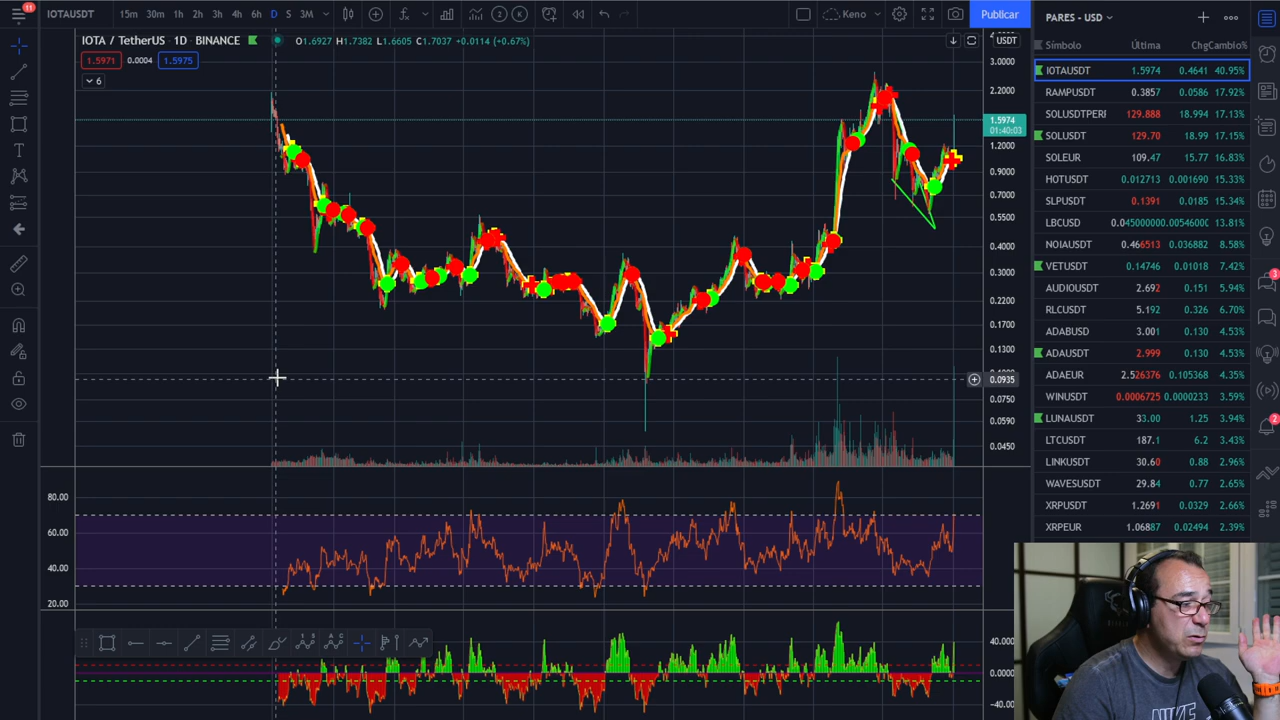 11
IOTAUSDT 15m 30m 1h 2h 3h 4h 6h D S 3M 2 K Keno Publicar
IOTA / TetherUS · 1D · BINANCE O1.6927 H1.7382 L1.6605 C1.7037 +0.0114 (+0.67%)
1.5971 0.0004 1.5975
6
USDT
3.0000
2.2000
1.5974
01:40:03
1.2000
0.9000
0.7000
0.5500
0.4000
0.3000
0.2200
0.1700
0.1300
0.0935
0.0750
0.0590
0.0450
80.00
60.00
40.00
20.00
1 S A C
40.0000
0.0000
-40.0000
PARES - USD
Símbolo Última Chg Cambio%
IOTAUSDT 1.5974 0.4641 40.95%
RAMPUSDT 0.3857 0.0586 17.92%
SOLUSDTPERI 129.888 18.994 17.13%
SOLUSDT 129.70 18.99 17.15%
SOLEUR 109.47 15.77 16.83%
HOTUSDT 0.012713 0.001690 15.33%
SLPUSDT 0.1391 0.0185 15.34%
LBCUSD 0.045000000 0.0054600 13.81%
NOIAUSDT 0.466513 0.036882 8.58%
VETUSDT 0.14746 0.01018 7.42%
AUDIOUSDT 2.692 0.151 5.94%
RLCUSDT 5.192 0.326 6.70%
ADABUSD 3.001 0.130 4.53%
ADAUSDT 2.999 0.130 4.53%
ADAEUR 2.526376 0.105368 4.35%
WINUSDT 0.0006725 0.0000233 3.59%
LUNAUSDT 33.00 1.25 3.94%
LTCUSDT 187.1 6.2 3.43%
LINKUSDT 30.60 0.88 2.96%
WAVESUSDT 29.84 0.77 2.65%
XRPUSDT 1.2691 0.0329 2.66%
XRPEUR 1.06887 0.02494 2.39%
3
2
NIKE